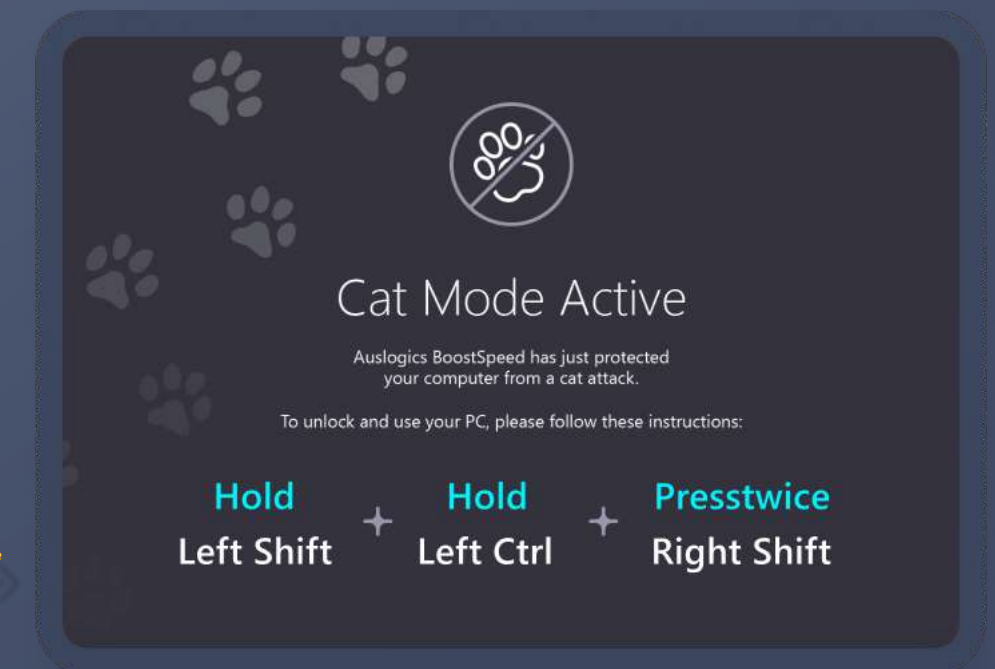 Cat Mode Active
Auslogics BoostSpeed has just protected
your computer from a cat attack.
To unlock and use your PC, please follow these instructions:
Hold + Hold + Presstwice
Left Shift Left Ctrl Right Shift